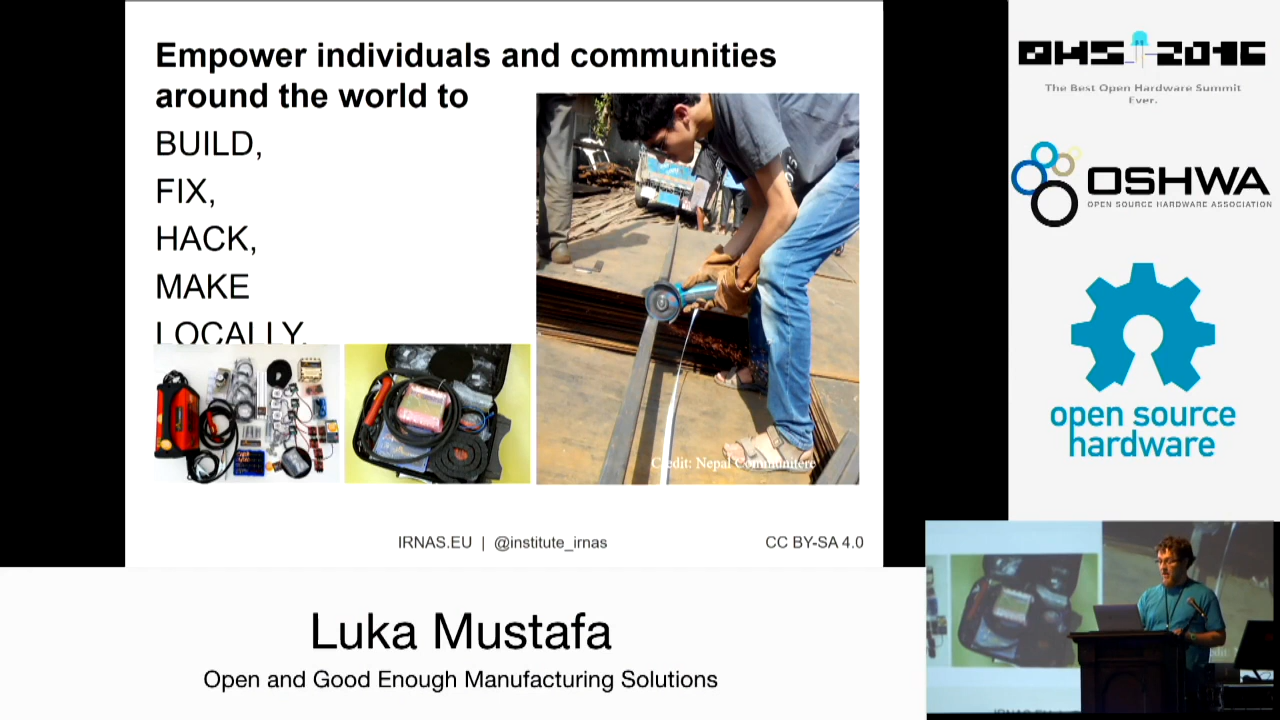 Empower individuals and communities
around the world to
BUILD,
FIX,
HACK,
MAKE
LOCALLY.
Credit: Nepal Communitere
IRNAS.EU | @institute_irnas
CC BY-SA 4.0
OHS 2016
The Best Open Hardware Summit
Ever.
OSHWA
OPEN SOURCE HARDWARE ASSOCIATION
open source
hardware
Luka Mustafa
Open and Good Enough Manufacturing Solutions